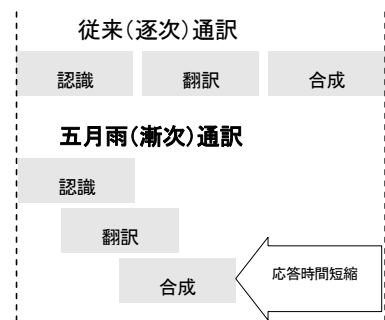 従来(逐次)通訳
認識 翻訳 合成
五月雨(漸次)通訳
認識
翻訳
合成
応答時間短縮